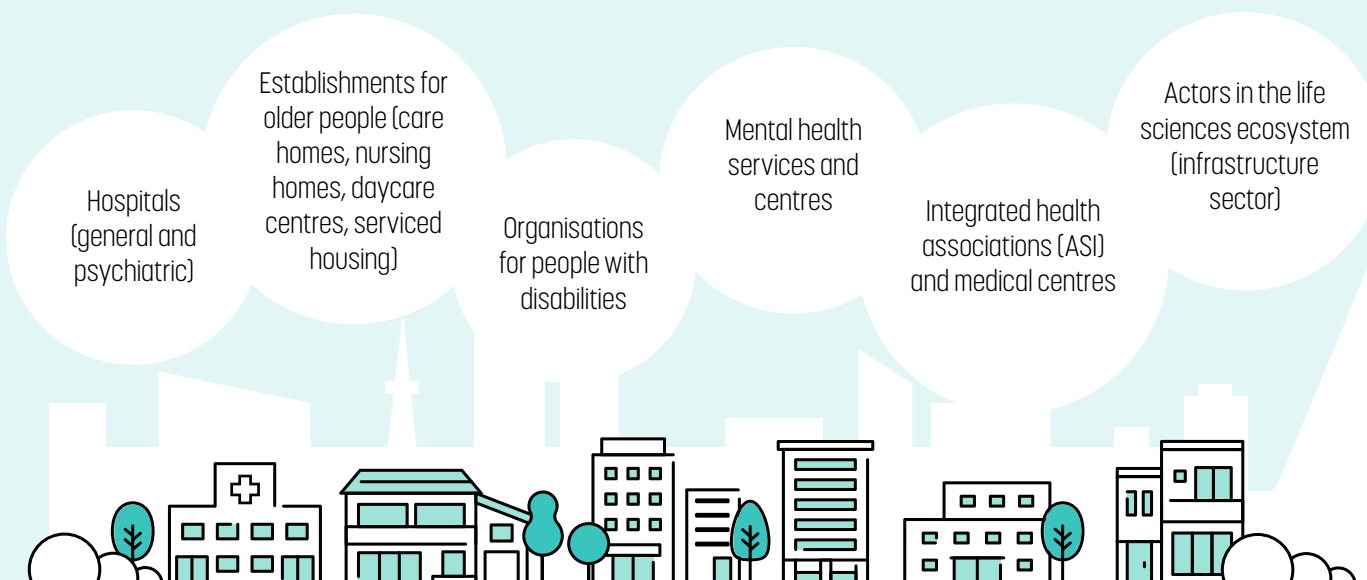 Hospitals
(general and
psychiatric)
Establishments for
older people (care
homes, nursing
homes, daycare
centres, serviced
housing)
Organisations
for people with
disabilities
Mental health
services and
centres
Integrated health
associations (ASI)
and medical centres
Actors in the life
sciences ecosystem
(infrastructure
sector)